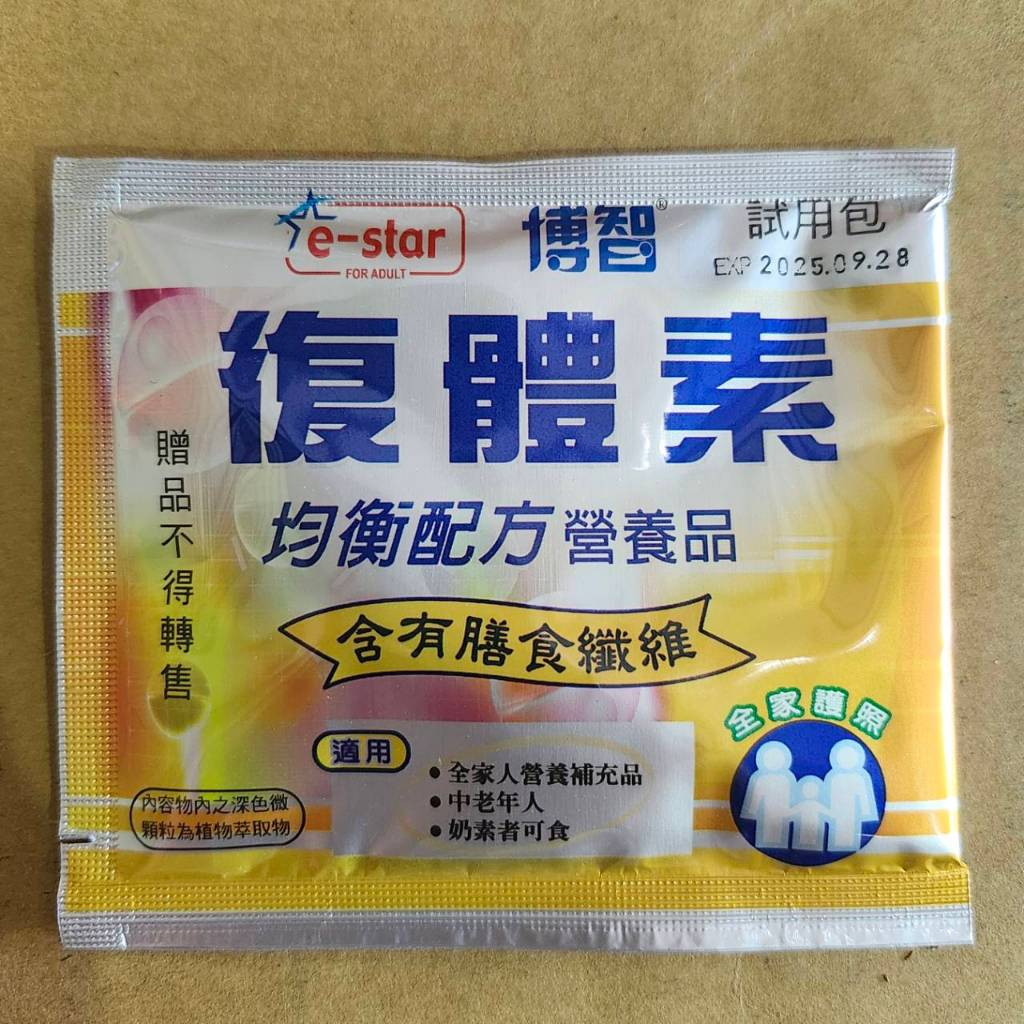 e-star
FOR ADULT
博智®
試用包
EXP 2025.09.28
復體素
均衡配方營養品
含有膳食纖維
贈品不得轉售
適用
•全家人營養補充品
•中老年人
•奶素者可食
內容物內之深色微
顆粒為植物萃取物
全家護照